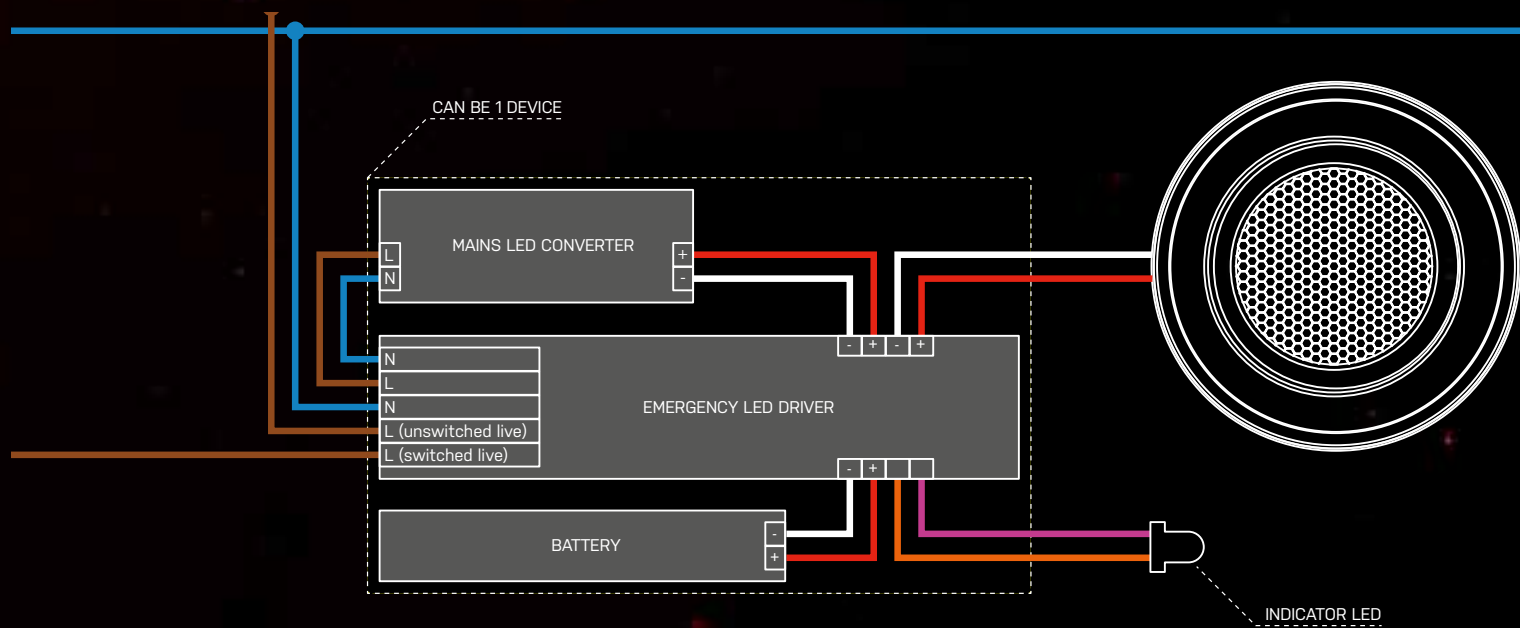 CAN BE 1 DEVICE
MAINS LED CONVERTER
L
N
+
-
N
L
N
L (unswitched live)
L (switched live)
EMERGENCY LED DRIVER
- + - +
- +
BATTERY
-
+
INDICATOR LED